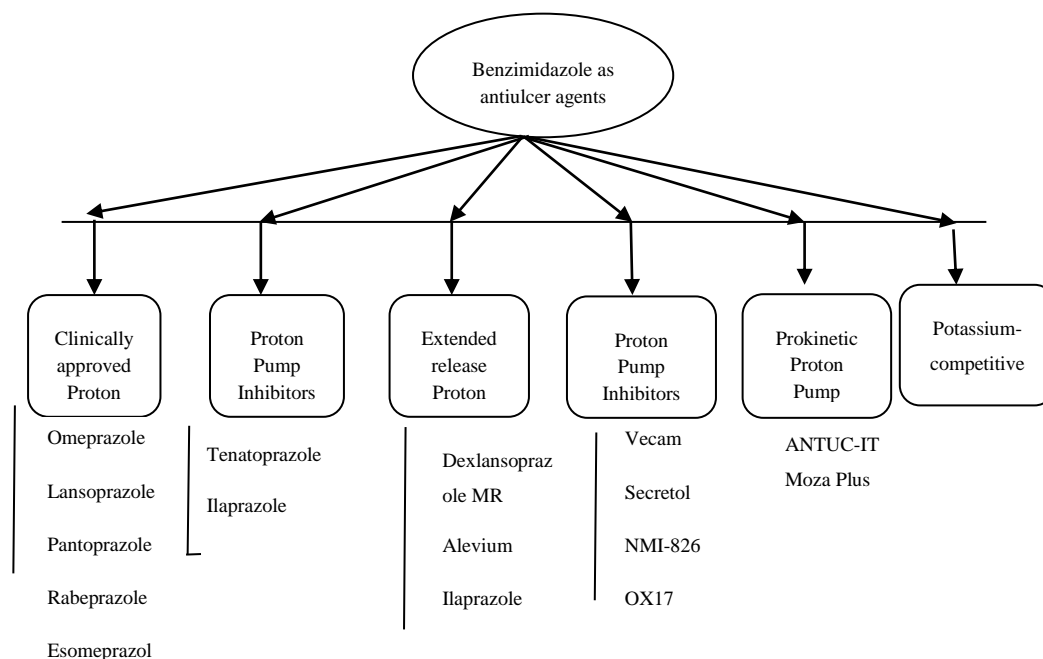 Benzimidazole as
antiulcer agents
Clinically
approved
Proton
Proton
Pump
Inhibitors
Extended
release
Proton
Proton
Pump
Inhibitors
Prokinetic
Proton
Pump
Potassium-
competitive
Omeprazole
Lansoprazole
Pantoprazole
Rabeprazole
Esomeprazol
Tenatoprazole
Ilaprazole
Dexlansopraz
ole MR
Alevium
Ilaprazole
Vecam
Secretol
NMI-826
OX17
ANTUC-IT
Moza Plus